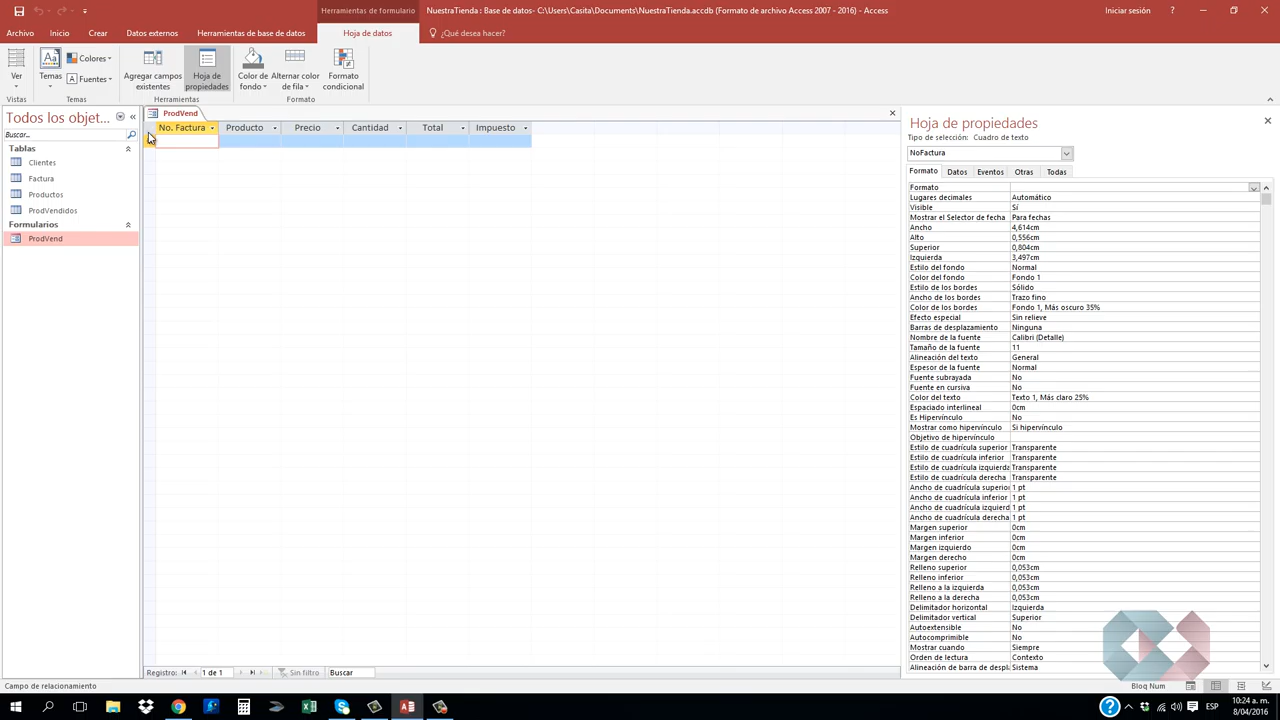 Herramientas de formulario
NuestraTienda : Base de datos- C:\Users\Casita\Documents\NuestraTienda.accdb (Formato de archivo Access 2007 - 2016) - Access
Iniciar sesión
?
Archivo Inicio Crear Datos externos Herramientas de base de datos Hoja de datos ¿Qué desea hacer?
Ver
Vistas
Temas
Colores
Fuentes
Temas
Agregar campos existentes
Hoja de propiedades
Herramientas
Color de fondo
Alternar color de fila
Formato condicional
Formato
Todos los objet...
Buscar...
Tablas
Clientes
Factura
Productos
ProdVendidos
Formularios
ProdVend
ProdVend
No. Factura Producto Precio Cantidad Total Impuesto
Registro: 1 de 1 Sin filtro Buscar
Hoja de propiedades
Tipo de selección: Cuadro de texto
NoFactura
Formato Datos Eventos Otras Todas
Formato
Lugares decimales Automático
Visible Sí
Mostrar el Selector de fecha Para fechas
Ancho 4,614cm
Alto 0,556cm
Superior 0,804cm
Izquierda 3,497cm
Estilo del fondo Normal
Color del fondo Fondo 1
Estilo de los bordes Sólido
Ancho de los bordes Trazo fino
Color de los bordes Fondo 1, Más oscuro 35%
Efecto especial Sin relieve
Barras de desplazamiento Ninguna
Nombre de la fuente Calibri (Detalle)
Tamaño de la fuente 11
Alineación del texto General
Espesor de la fuente Normal
Fuente subrayada No
Fuente en cursiva No
Color del texto Texto 1, Más claro 25%
Espaciado interlineal 0cm
Es Hipervínculo No
Mostrar como hipervínculo Si hipervínculo
Objetivo de hipervínculo
Estilo de cuadrícula superior Transparente
Estilo de cuadrícula inferior Transparente
Estilo de cuadrícula izquierda Transparente
Estilo de cuadrícula derecha Transparente
Ancho de cuadrícula superior 1 pt
Ancho de cuadrícula inferior 1 pt
Ancho de cuadrícula izquierd 1 pt
Ancho de cuadrícula derecha 1 pt
Margen superior 0cm
Margen inferior 0cm
Margen izquierdo 0cm
Margen derecho 0cm
Relleno superior 0,053cm
Relleno inferior 0,053cm
Relleno a la izquierda 0,053cm
Relleno a la derecha 0,053cm
Delimitador horizontal Izquierda
Delimitador vertical Superior
Autoextensible No
Autocomprimible No
Mostrar cuando Siempre
Orden de lectura Contexto
Alineación de barra de despl Sistema
Campo de relacionamiento
Bloq Num
ESP
10:24 a. m.
8/04/2016